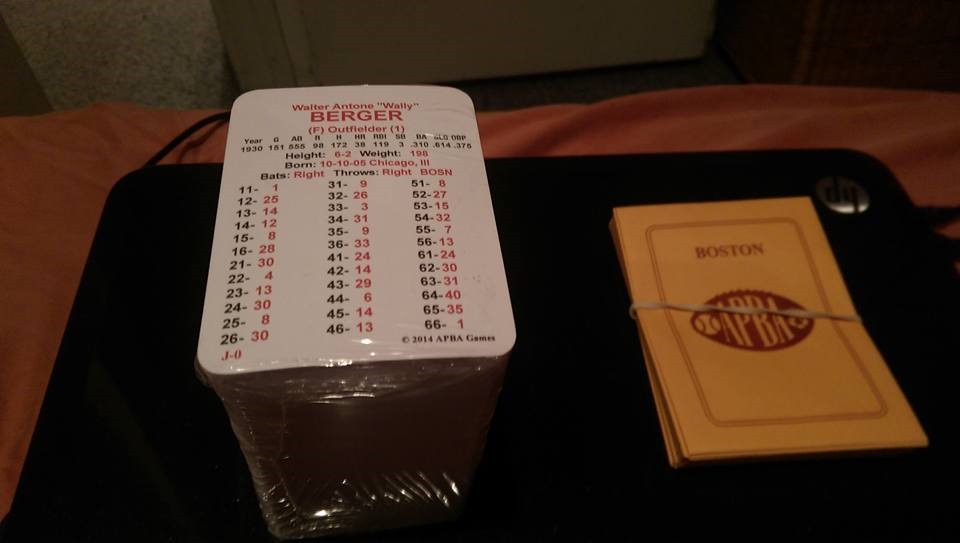 Walter Antone "Wally"
BERGER
(F) Outfielder (1)
Year G AB R H HR RBI SB BA SLG OBP
1930 151 555 98 172 38 119 3 .310 .614 .375
Height: 6-2 Weight: 198
Born: 10-10-05 Chicago, Ill
Bats: Right Throws: Right BOSN
11- 1 31- 9 51- 8
12- 25 32- 26 52- 27
13- 14 33- 3 53- 15
14- 12 34- 31 54- 32
15- 8 35- 9 55- 7
16- 28 36- 33 56- 13
21- 30 41- 24 61- 24
22- 4 42- 14 62- 30
23- 13 43- 29 63- 31
24- 30 44- 6 64- 40
25- 8 45- 14 65- 35
26- 30 46- 13 66- 1
J-0
© 2014 APBA Games
hp
BOSTON
APBA